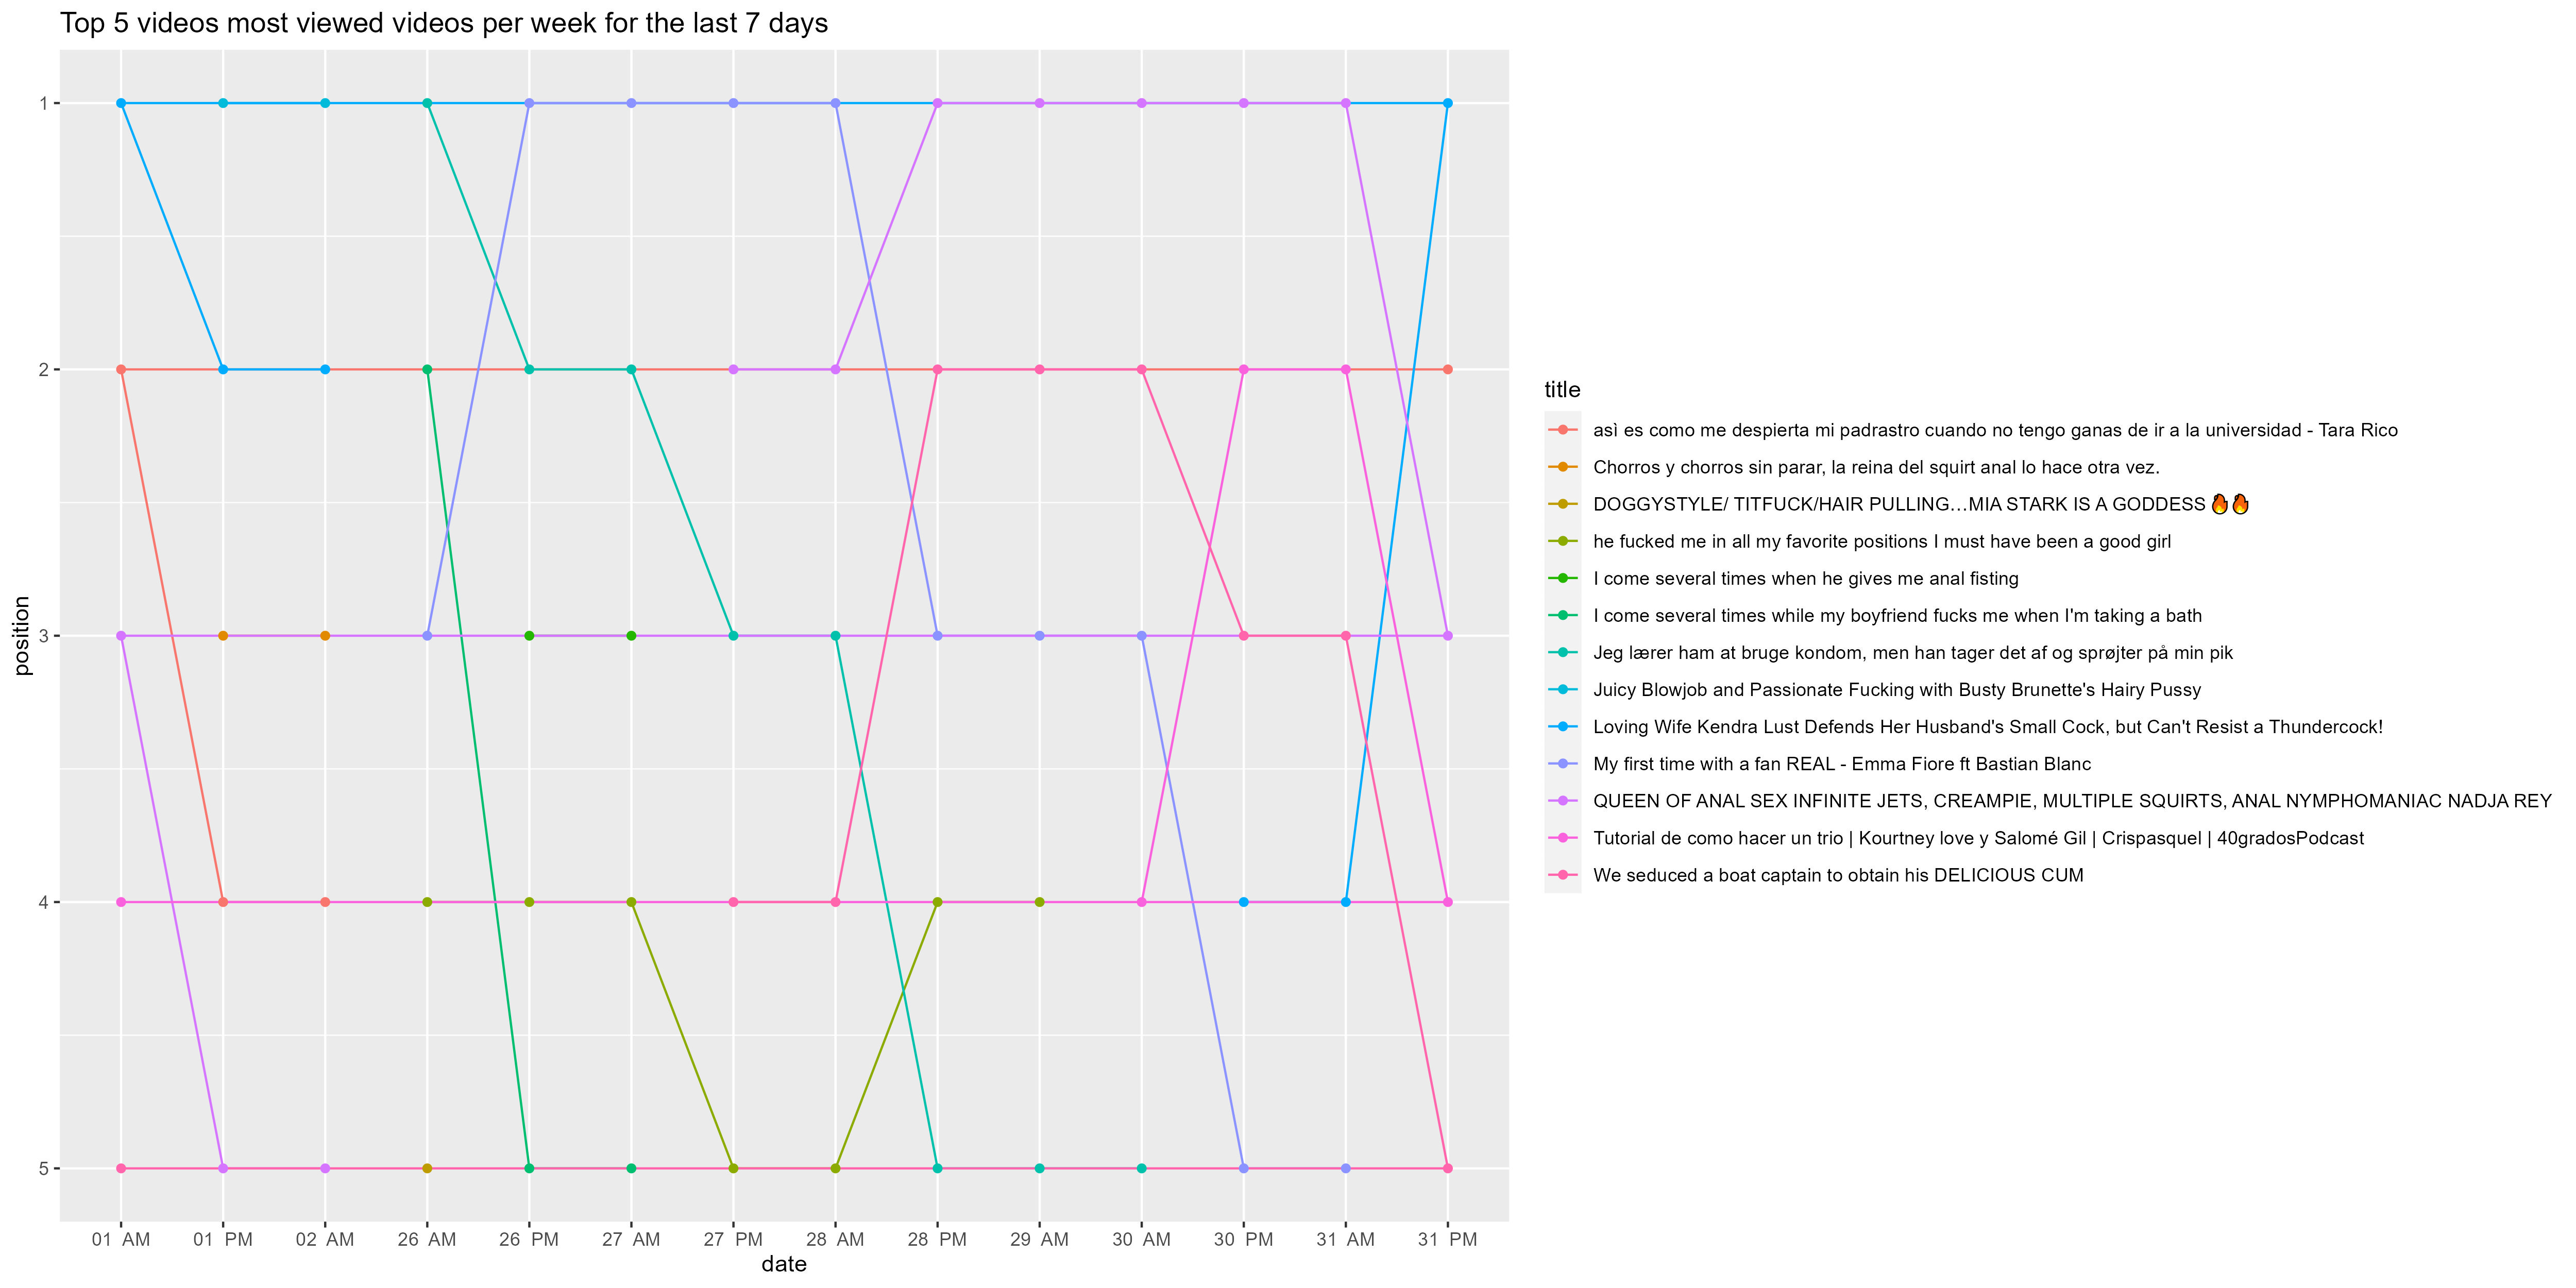 Top 5 videos most viewed videos per week for the last 7 days
position
1
2
3
4
5
01 AM
01 PM
02 AM
26 AM
26 PM
27 AM
27 PM
28 AM
28 PM
29 AM
30 AM
30 PM
31 AM
31 PM
date
title
asì es como me despierta mi padrastro cuando no tengo ganas de ir a la universidad - Tara Rico
Chorros y chorros sin parar, la reina del squirt anal lo hace otra vez.
DOGGYSTYLE/ TITFUCK/HAIR PULLING…MIA STARK IS A GODDESS 🔥🔥
he fucked me in all my favorite positions I must have been a good girl
I come several times when he gives me anal fisting
I come several times while my boyfriend fucks me when I'm taking a bath
Jeg lærer ham at bruge kondom, men han tager det af og sprøjter på min pik
Juicy Blowjob and Passionate Fucking with Busty Brunette's Hairy Pussy
Loving Wife Kendra Lust Defends Her Husband's Small Cock, but Can't Resist a Thundercock!
My first time with a fan REAL - Emma Fiore ft Bastian Blanc
QUEEN OF ANAL SEX INFINITE JETS, CREAMPIE, MULTIPLE SQUIRTS, ANAL NYMPHOMANIAC NADJA REY
Tutorial de como hacer un trio | Kourtney love y Salomé Gil | Crispasquel | 40gradosPodcast
We seduced a boat captain to obtain his DELICIOUS CUM